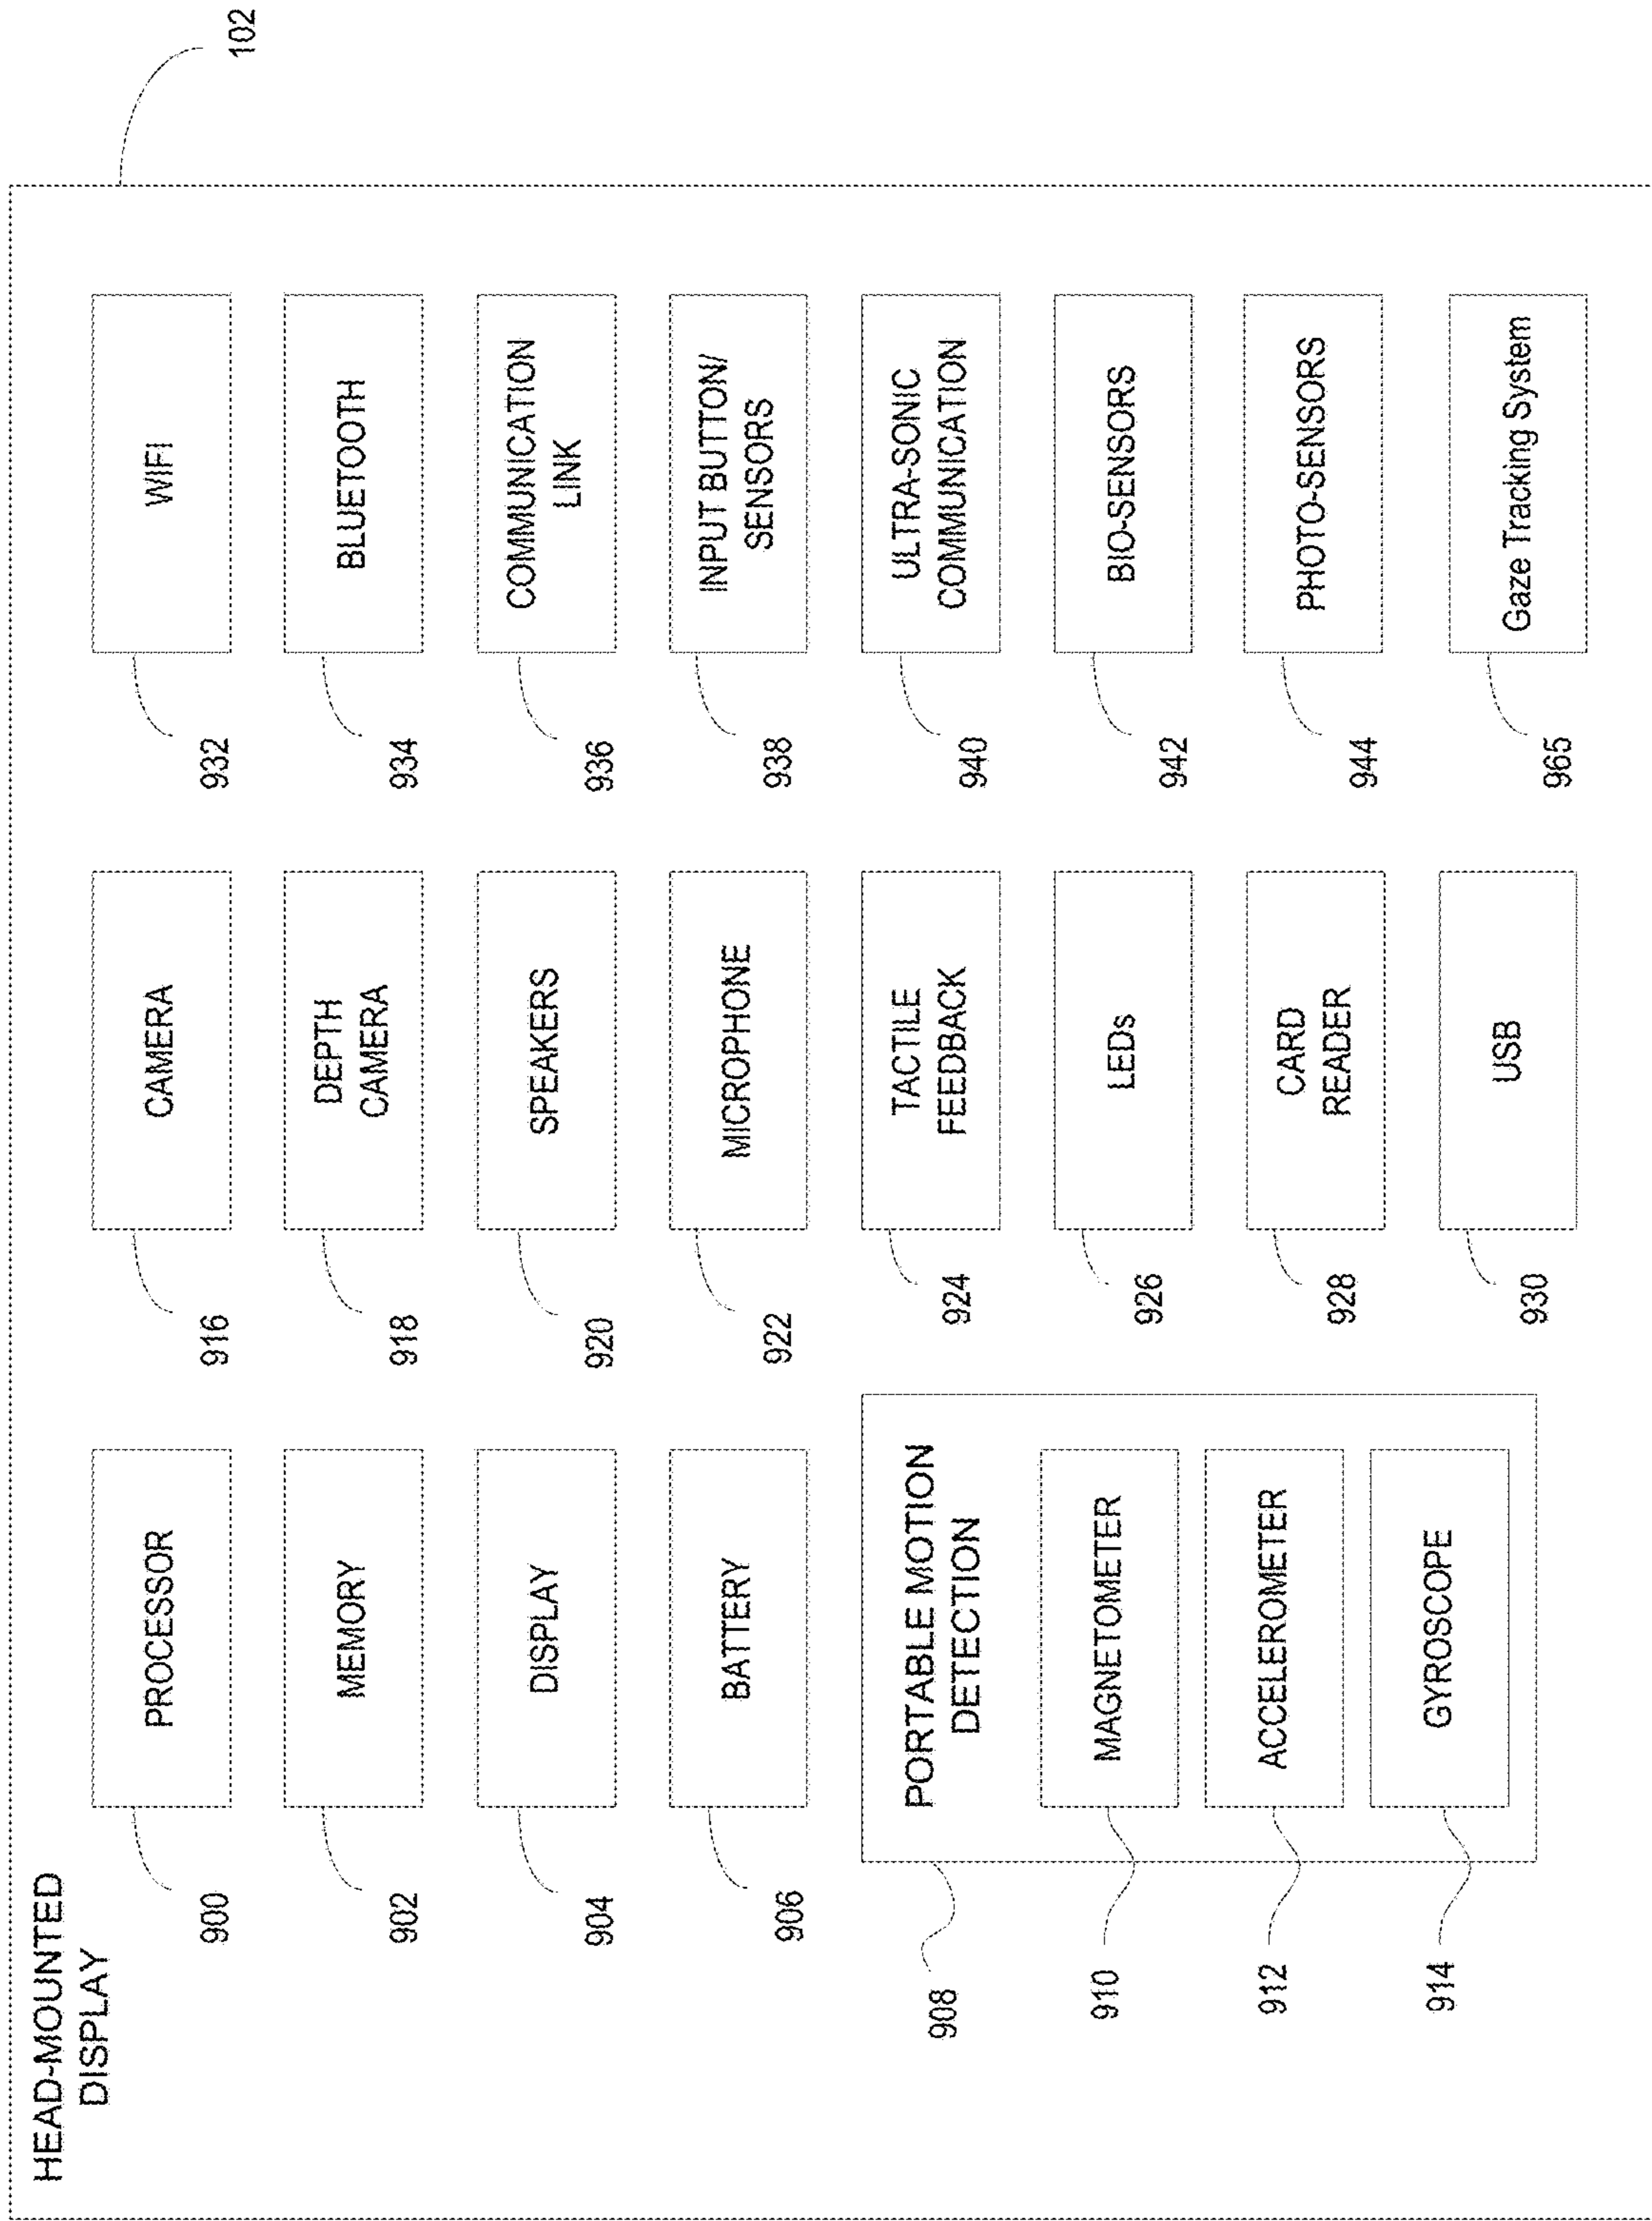 HEAD-MOUNTED
DISPLAY
102
900
PROCESSOR
902
MEMORY
904
DISPLAY
906
BATTERY
908
PORTABLE MOTION
DETECTION
910
MAGNETOMETER
912
ACCELEROMETER
914
GYROSCOPE
916
CAMERA
918
DEPTH
CAMERA
920
SPEAKERS
922
MICROPHONE
924
TACTILE
FEEDBACK
926
LEDs
928
CARD
READER
930
USB
932
WIFI
934
BLUETOOTH
936
COMMUNICATION
LINK
938
INPUT BUTTON/
SENSORS
940
ULTRA-SONIC
COMMUNICATION
942
BIO-SENSORS
944
PHOTO-SENSORS
965
Gaze Tracking System